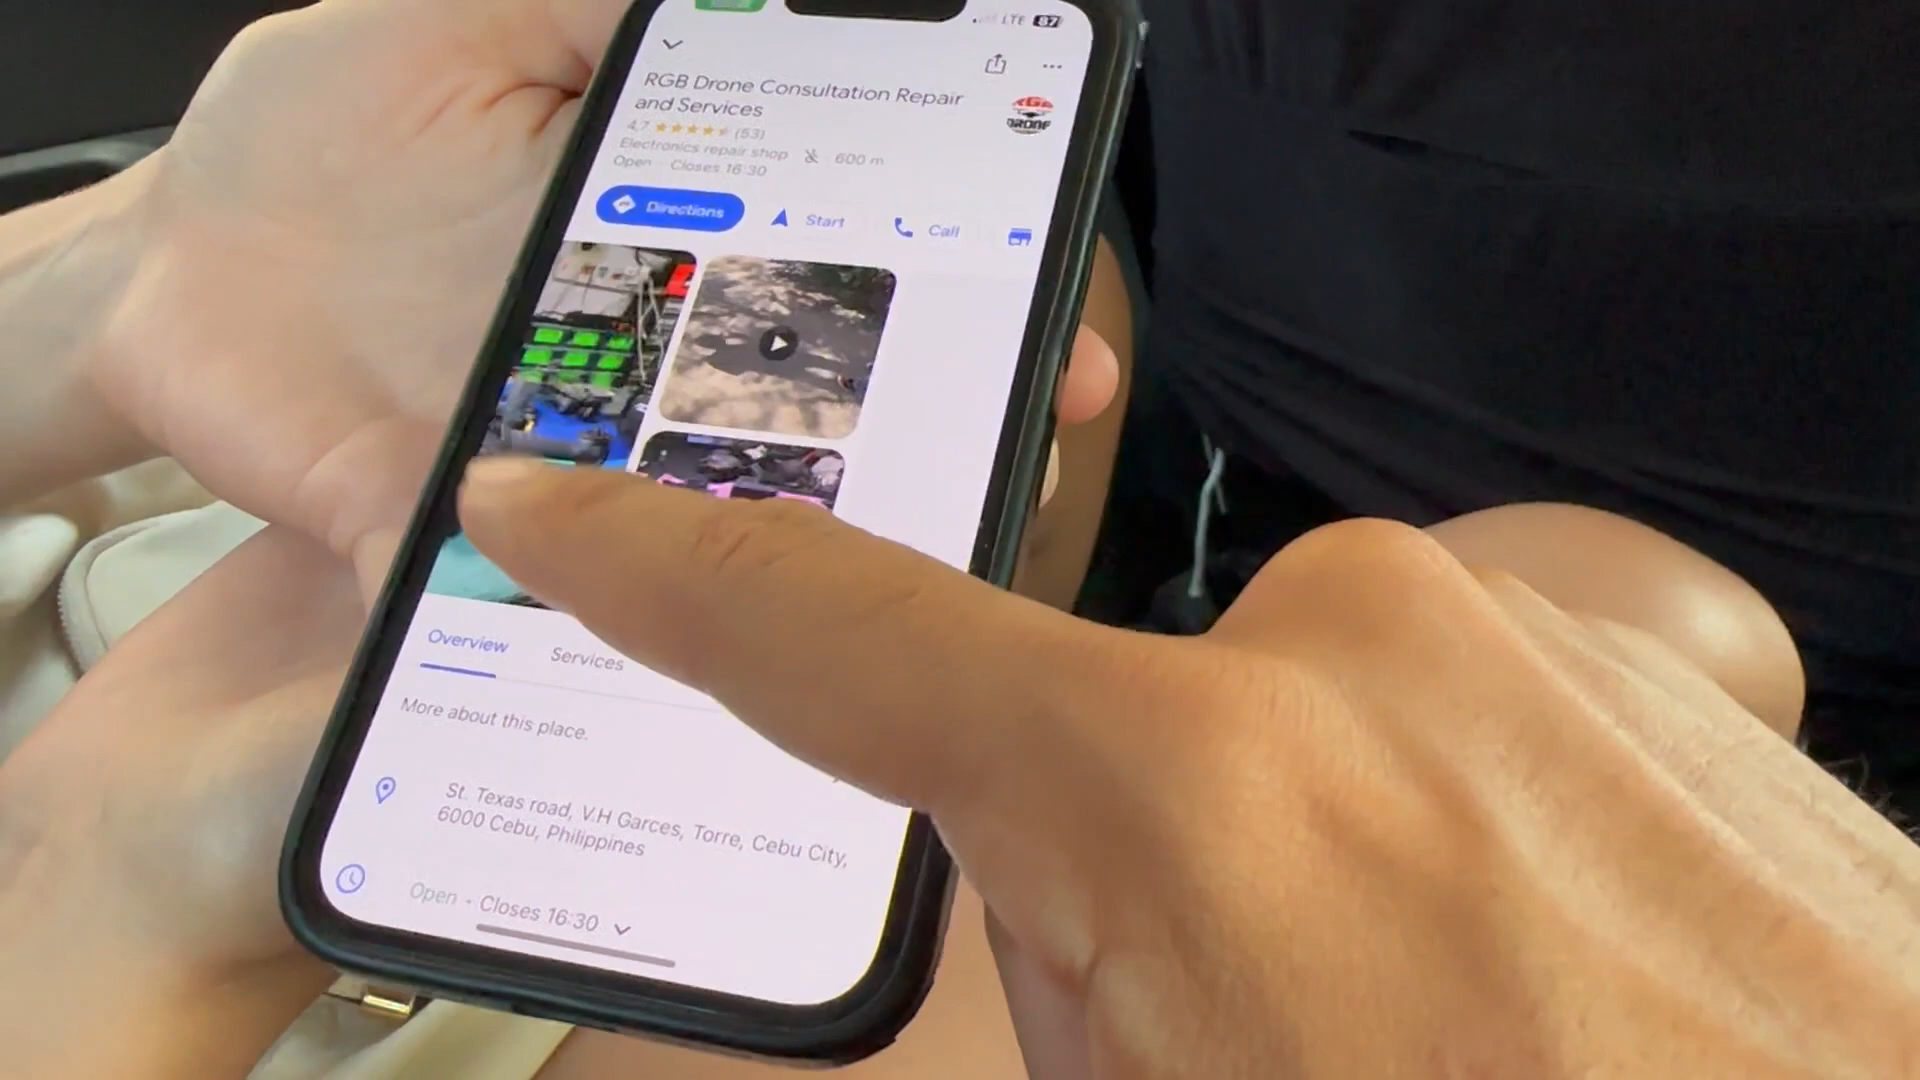 LTE 87
RGB Drone Consultation Repair
and Services
RGB
DRONE
4,7 (53)
Electronics repair shop 600 m
Open · Closes 16:30
Directions Start Call
Overview Services
More about this place.
St. Texas road, V.H Garces, Torre, Cebu City,
6000 Cebu, Philippines
Open · Closes 16:30